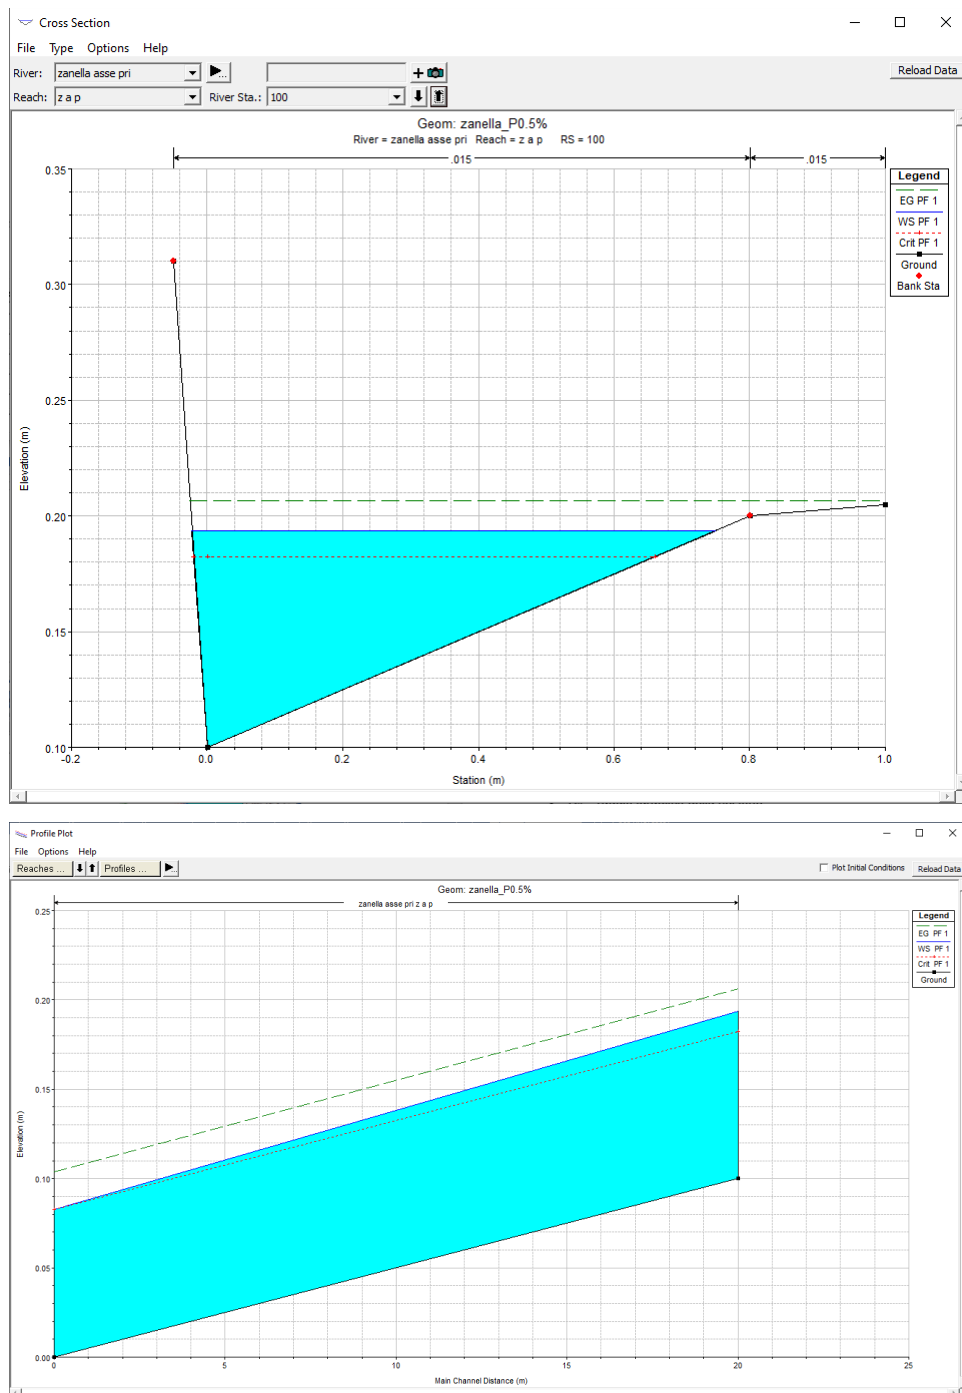 Cross Section
File Type Options Help
River: zanella asse pri
Reload Data
Reach: z a p River Sta.: 100
Geom: zanella_P0.5%
River = zanella asse pri Reach = z a p RS = 100
.015 .015
0.35
0.30
0.25
0.20
0.15
0.10
Elevation (m)
-0.2 0.0 0.2 0.4 0.6 0.8 1.0
Station (m)
Legend
EG PF 1
WS PF 1
Crit PF 1
Ground
Bank Sta
Profile Plot
File Options Help
Reaches ... Profiles ... Plot Initial Conditions Reload Data
Geom: zanella_P0.5%
zanella asse pri z a p
0.25
0.20
0.15
0.10
0.05
0.00
Elevation (m)
0 5 10 15 20 25
Main Channel Distance (m)
Legend
EG PF 1
WS PF 1
Crit PF 1
Ground